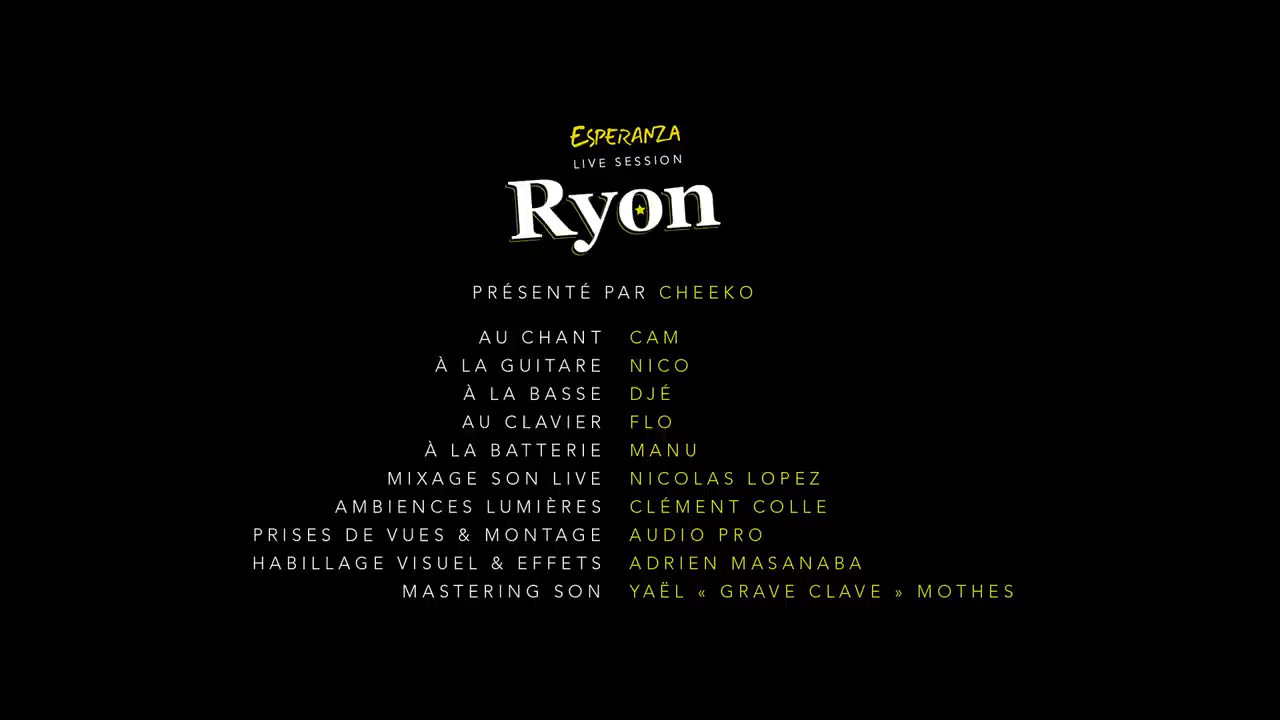 ESPERANZA
LIVE SESSION
Ryon
PRÉSENTÉ PAR CHEEKO
AU CHANT CAM
À LA GUITARE NICO
À LA BASSE DJÉ
AU CLAVIER FLO
À LA BATTERIE MANU
MIXAGE SON LIVE NICOLAS LOPEZ
AMBIENCES LUMIÈRES CLÉMENT COLLE
PRISES DE VUES & MONTAGE AUDIO PRO
HABILLAGE VISUEL & EFFETS ADRIEN MASANABA
MASTERING SON YAËL « GRAVE CLAVE » MOTHES